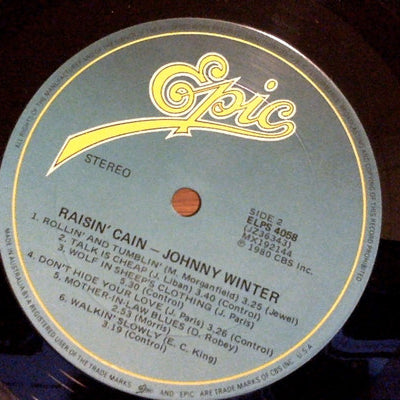 Epic
STEREO
SIDE 2
ELPS 4058
(JZ36343)
MX192144
℗ 1980 CBS Inc.
RAISIN' CAIN – JOHNNY WINTER
1. ROLLIN' AND TUMBLIN' (M. Morganfield) 3.25 (Jewel)
2. TALK IS CHEAP (J. Liban) 3.40 (Control)
3. WOLF IN SHEEP'S CLOTHING (J. Paris)
5:30 (Control)
4. DON'T HIDE YOUR LOVE (J. Paris) 3.26 (Control)
5. MOTHER-IN-LAW BLUES (D. Robey)
2.53 (Morris)
6. WALKIN' SLOWLY (E. C. King)
3:19 (Control)
MADE IN AUSTRALIA BY A REGISTERED USER OF THE TRADE MARKS Epic AND EPIC ARE TRADE MARKS OF CBS INC. U.S.A.